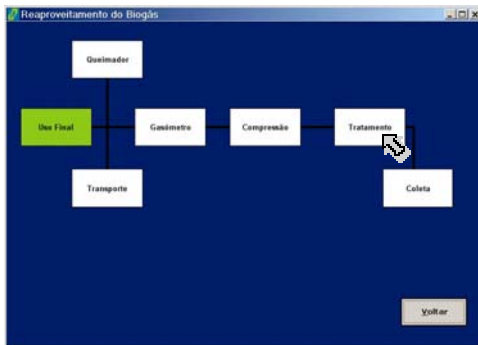 Reaproveitamento do Biogás
Queimador
Uso Final
Gasômetro
Compressão
Tratamento
Transporte
Coleta
Voltar